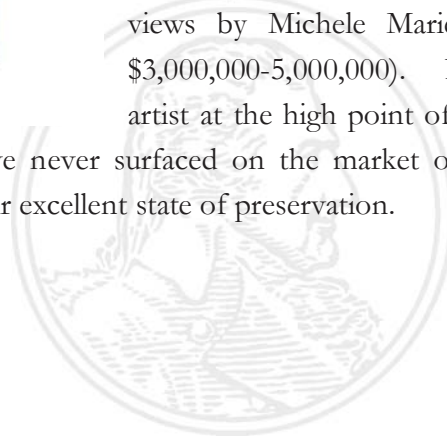 views by Michele Marie
$3,000,000-5,000,000).
artist at the high point of
never surfaced on the market
excellent state of preservation.